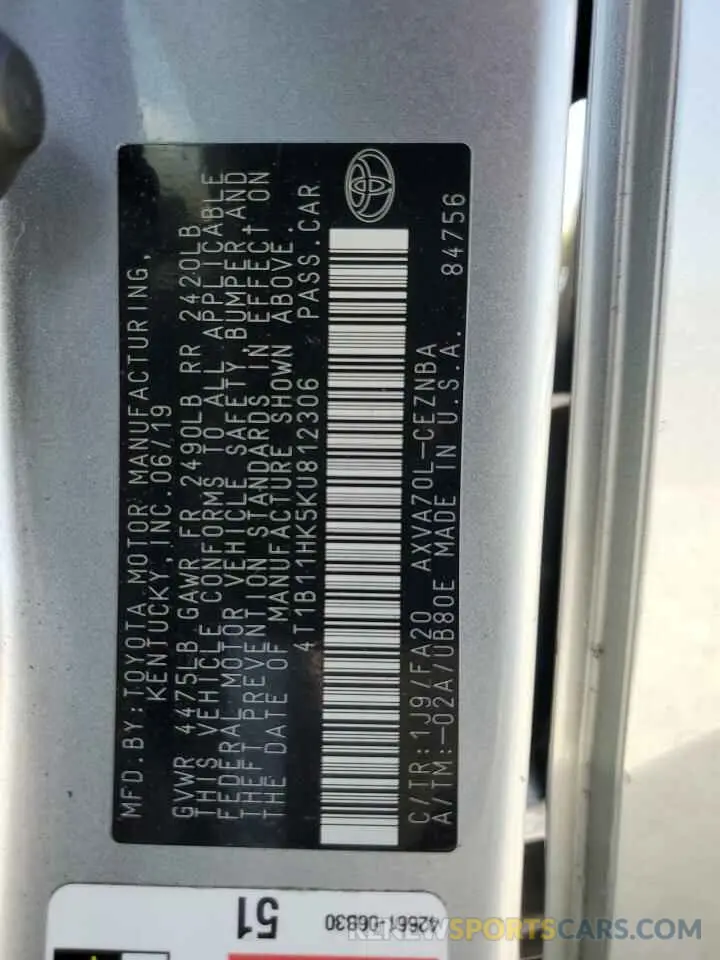 MFD.BY:TOYOTA MOTOR MANUFACTURING,
KENTUCKY, INC.06/19
GVWR 4475LB GAWR FR 2490LB RR 2420LB
THIS VEHICLE CONFORMS TO ALL APPLICABLE
FEDERAL MOTOR VEHICLE SAFETY, BUMPER, AND
THEFT PREVENTION STANDARDS IN EFFECT ON
THE DATE OF MANUFACTURE SHOWN ABOVE.
4T1B11HK5KU812306 PASS.CAR
C/TR:1J9/FA20 AXVA70L-CEZNBA
A/TM:-02A/UB80E MADE IN U.S.A. 84756
51
42661-06B30
SPORTSCARS.COM